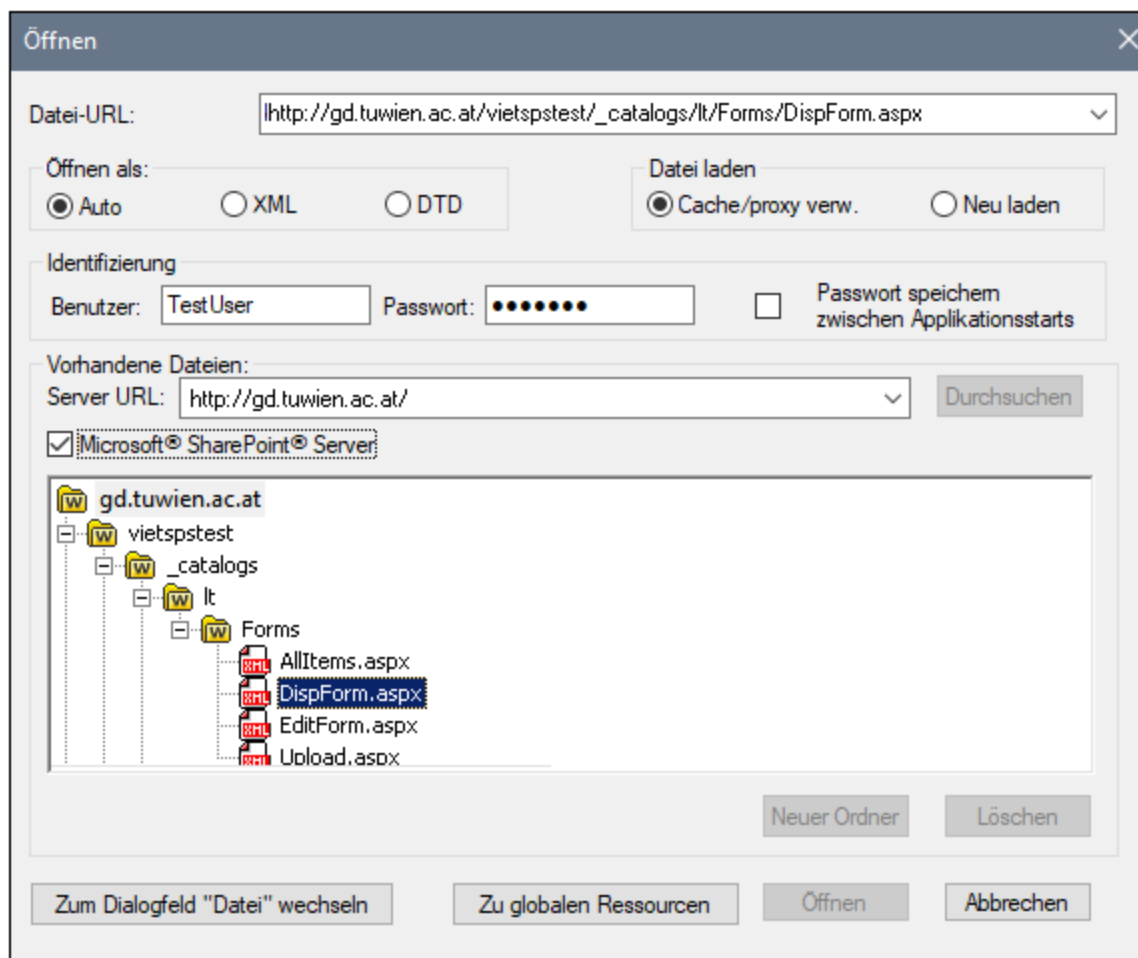 Öffnen
Datei-URL: http://gd.tuwien.ac.at/vietspstest/_catalogs/lt/Forms/DispForm.aspx
Öffnen als: Datei laden
Auto XML DTD Cache/proxy verw. Neu laden
Identifizierung
Benutzer: TestUser Passwort: ●●●●●●● Passwort speichern
zwischen Applikationsstarts
Vorhandene Dateien:
Server URL: http://gd.tuwien.ac.at/ Durchsuchen
Microsoft® SharePoint® Server
gd.tuwien.ac.at
vietspstest
_catalogs
lt
Forms
AllItems.aspx
DispForm.aspx
EditForm.aspx
Upload.aspx
Neuer Ordner Löschen
Zum Dialogfeld "Datei" wechseln Zu globalen Ressourcen Öffnen Abbrechen